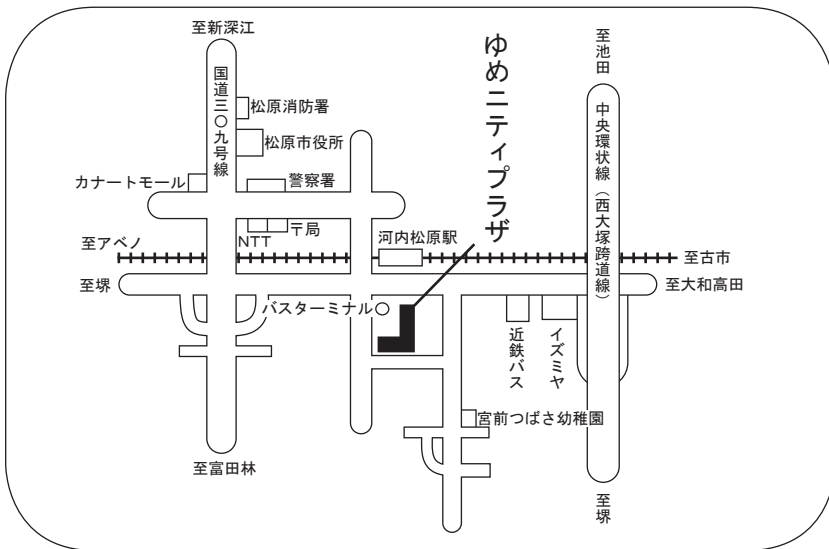 至新深江
国道三〇九号線
松原消防署
松原市役所
カナートモール
警察署
NTT
〒局
至アベノ
河内松原駅
至古市
至堺
至大和高田
バスターミナル
ゆめニティプラザ
至池田
中央環状線（西大塚跨道線）
近鉄バス
イズミヤ
宮前つばさ幼稚園
至富田林
至堺